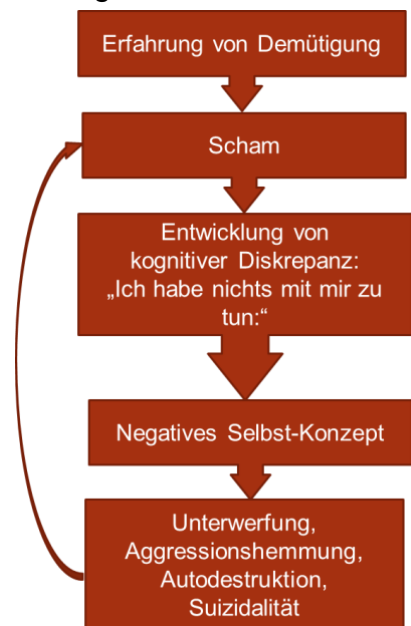 Erfahrung von Demütigung
Scham
Entwicklung von
kognitiver Diskrepanz:
„Ich habe nichts mit mir zu
tun:“
Negatives Selbst-Konzept
Unterwerfung,
Aggressionshemmung,
Autodestruktion,
Suizidalität